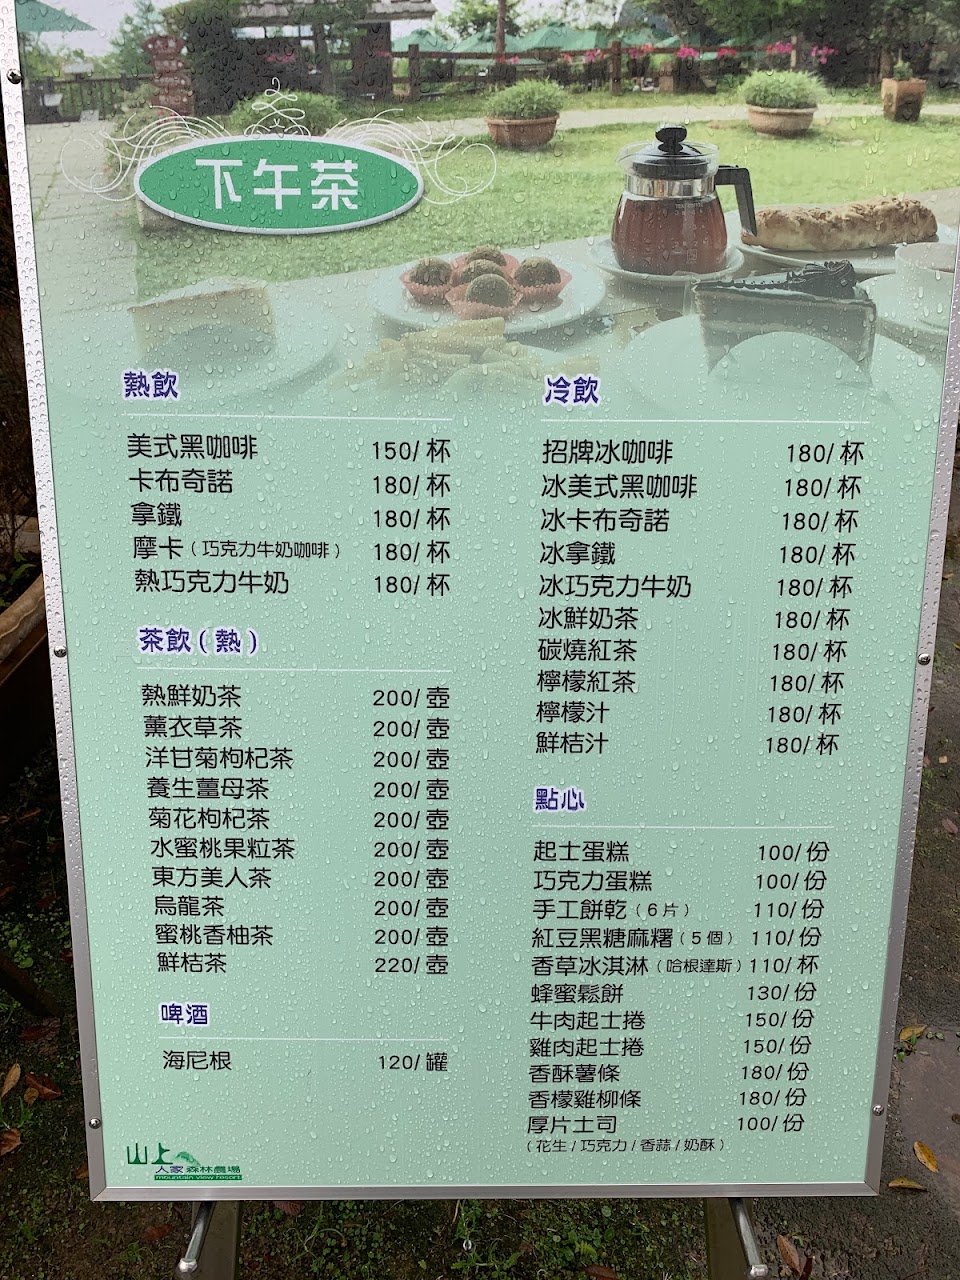 下午茶
熱飲
美式黑咖啡 150/杯
卡布奇諾 180/杯
拿鐵 180/杯
摩卡（巧克力牛奶咖啡） 180/杯
熱巧克力牛奶 180/杯
茶飲（熱）
熱鮮奶茶 200/壺
薰衣草茶 200/壺
洋甘菊枸杞茶 200/壺
養生薑母茶 200/壺
菊花枸杞茶 200/壺
水蜜桃果粒茶 200/壺
東方美人茶 200/壺
烏龍茶 200/壺
蜜桃香柚茶 200/壺
鮮桔茶 220/壺
啤酒
海尼根 120/罐
冷飲
招牌冰咖啡 180/杯
冰美式黑咖啡 180/杯
冰卡布奇諾 180/杯
冰拿鐵 180/杯
冰巧克力牛奶 180/杯
冰鮮奶茶 180/杯
碳燒紅茶 180/杯
檸檬紅茶 180/杯
檸檬汁 180/杯
鮮桔汁 180/杯
點心
起士蛋糕 100/份
巧克力蛋糕 100/份
手工餅乾（6片） 110/份
紅豆黑糖麻糬（5個） 110/份
香草冰淇淋（哈根達斯） 110/杯
蜂蜜鬆餅 130/份
牛肉起士捲 150/份
雞肉起士捲 150/份
香酥薯條 180/份
香檬雞柳條 180/份
厚片土司 100/份
（花生/巧克力/香蒜/奶酥）
山上
人家 森林農場
mountain view resort